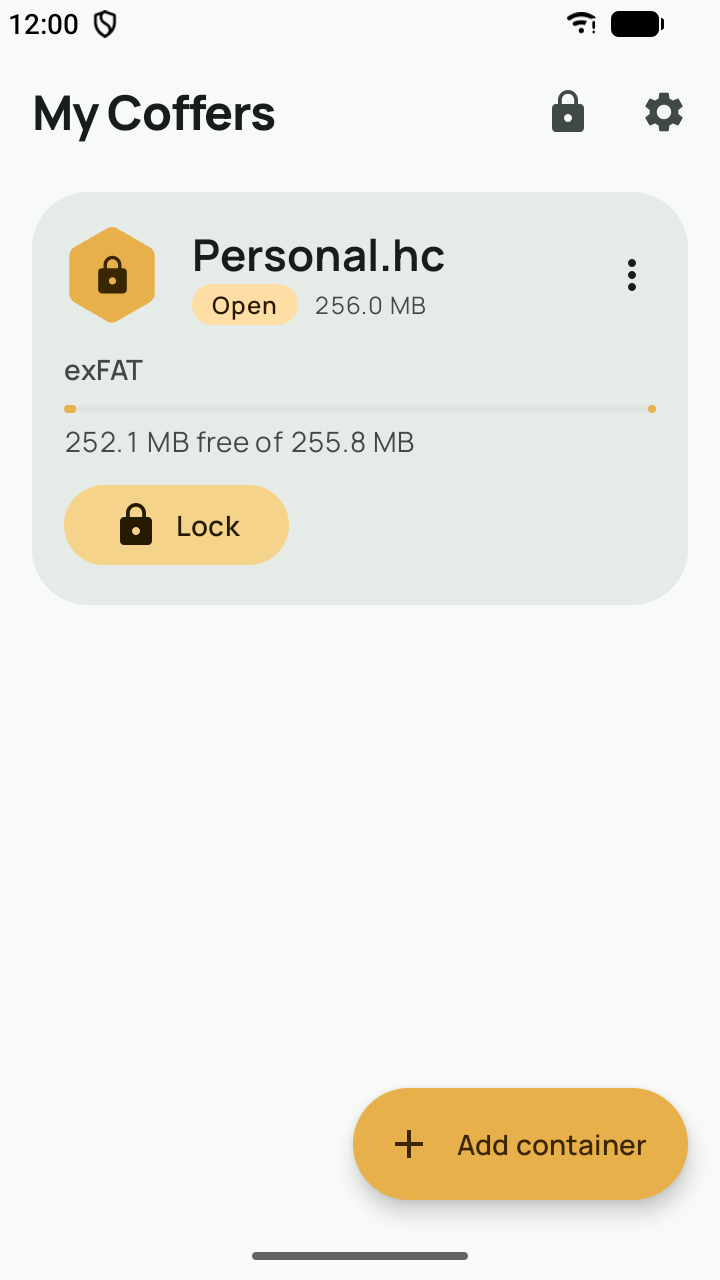 12:00
My Coffers
Personal.hc
Open 256.0 MB
exFAT
252.1 MB free of 255.8 MB
Lock
Add container